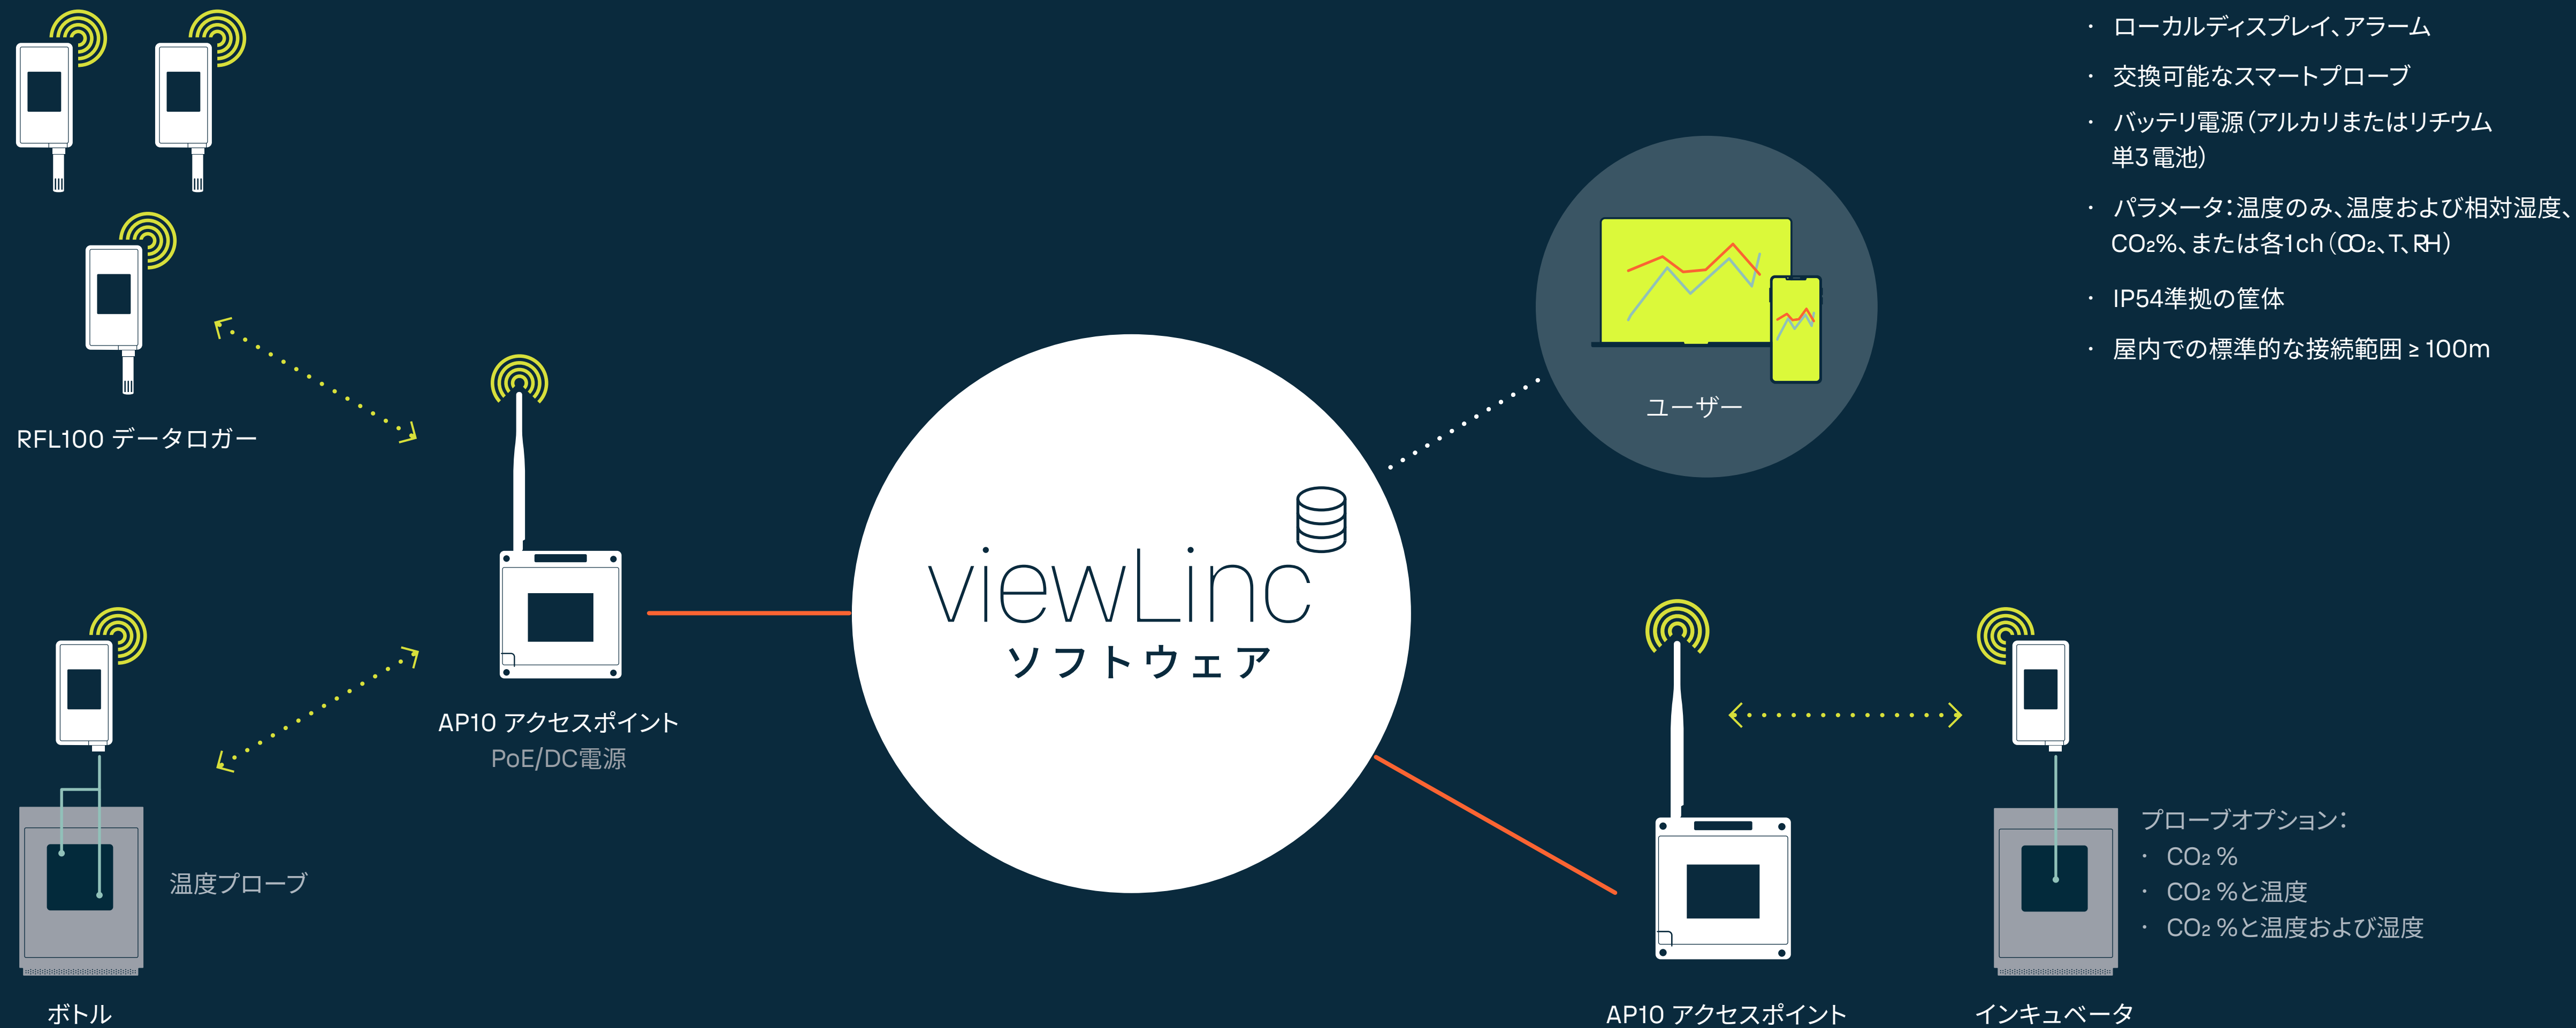 ・ ローカルディスプレイ、アラーム
・ 交換可能なスマートプローブ
・ バッテリ電源（アルカリまたはリチウム
単3電池）
・ パラメータ：温度のみ、温度および相対湿度、
CO₂%、または各1ch（CO₂、T、RH）
・ IP54準拠の筐体
・ 屋内での標準的な接続範囲 ≥ 100m
ユーザー
RFL100 データロガー
viewLinc
ソフトウェア
AP10 アクセスポイント
PoE/DC電源
温度プローブ
ボトル
プローブオプション：
・ CO₂ %
・ CO₂ %と温度
・ CO₂ %と温度および湿度
AP10 アクセスポイント
インキュベータ